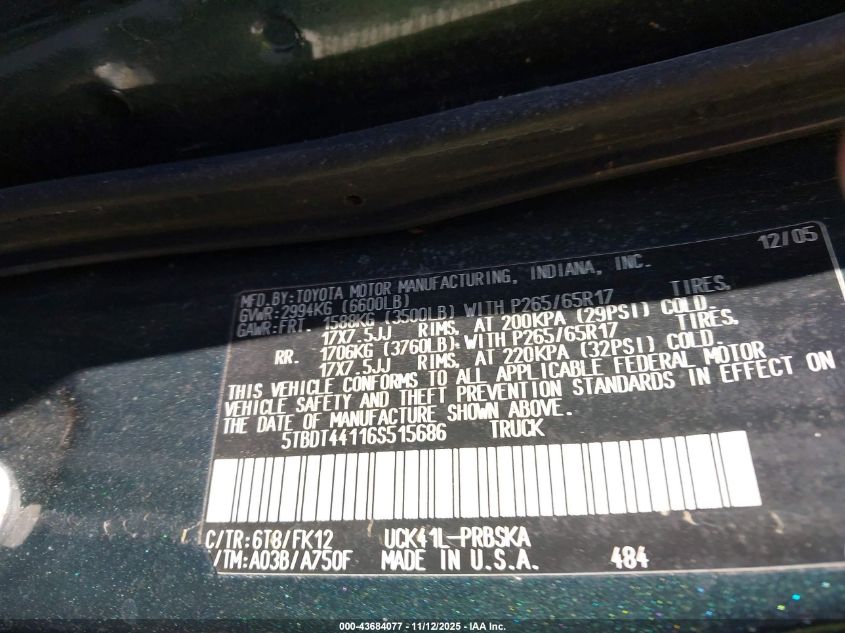 12/05
MFD.BY:TOYOTA MOTOR MANUFACTURING, INDIANA, INC.
GVWR:2994KG (6600LB)
GAWR:FRT. 1588KG (3500LB) WITH P265/65R17 TIRES,
17X7.5JJ RIMS, AT 200KPA (29PSI) COLD.
RR. 1706KG (3760LB) WITH P265/65R17 TIRES,
17X7.5JJ RIMS, AT 220KPA (32PSI) COLD.
THIS VEHICLE CONFORMS TO ALL APPLICABLE FEDERAL MOTOR
VEHICLE SAFETY AND THEFT PREVENTION STANDARDS IN EFFECT ON
THE DATE OF MANUFACTURE SHOWN ABOVE.
5TBDT44116S515686 TRUCK
C/TR:6T8/FK12 UCK41L-PRBSKA
/TM:A03B/A750F MADE IN U.S.A. 484
000-43684077 - 11/12/2025 - IAA Inc.